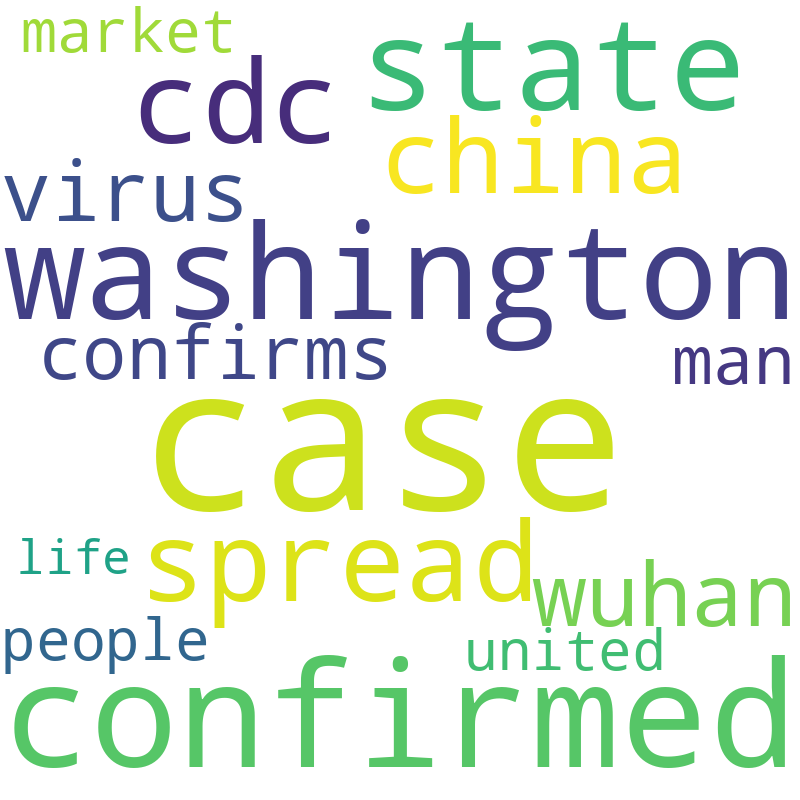 market
state
cdc
china
virus
washington
confirms
man
case
life
spread
wuhan
people
united
confirmed